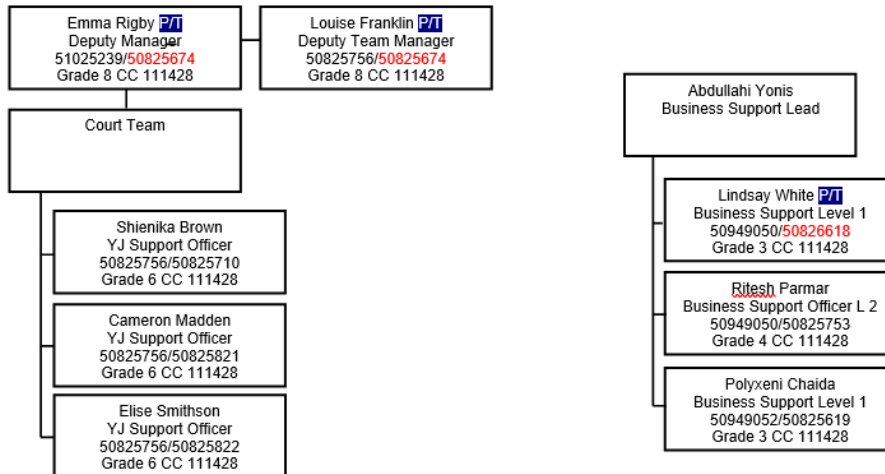 Emma Rigby P/T
Deputy Manager
51025239/50825674
Grade 8 CC 111428
Louise Franklin P/T
Deputy Team Manager
50825756/50825674
Grade 8 CC 111428
Court Team
Shienika Brown
YJ Support Officer
50825756/50825710
Grade 6 CC 111428
Cameron Madden
YJ Support Officer
50825756/50825821
Grade 6 CC 111428
Elise Smithson
YJ Support Officer
50825756/50825822
Grade 6 CC 111428
Abdullahi Yonis
Business Support Lead
Lindsay White P/T
Business Support Level 1
50949050/50826618
Grade 3 CC 111428
Ritesh Parmar
Business Support Officer L 2
50949050/50825753
Grade 4 CC 111428
Polyxeni Chaida
Business Support Level 1
50949052/50825619
Grade 3 CC 111428